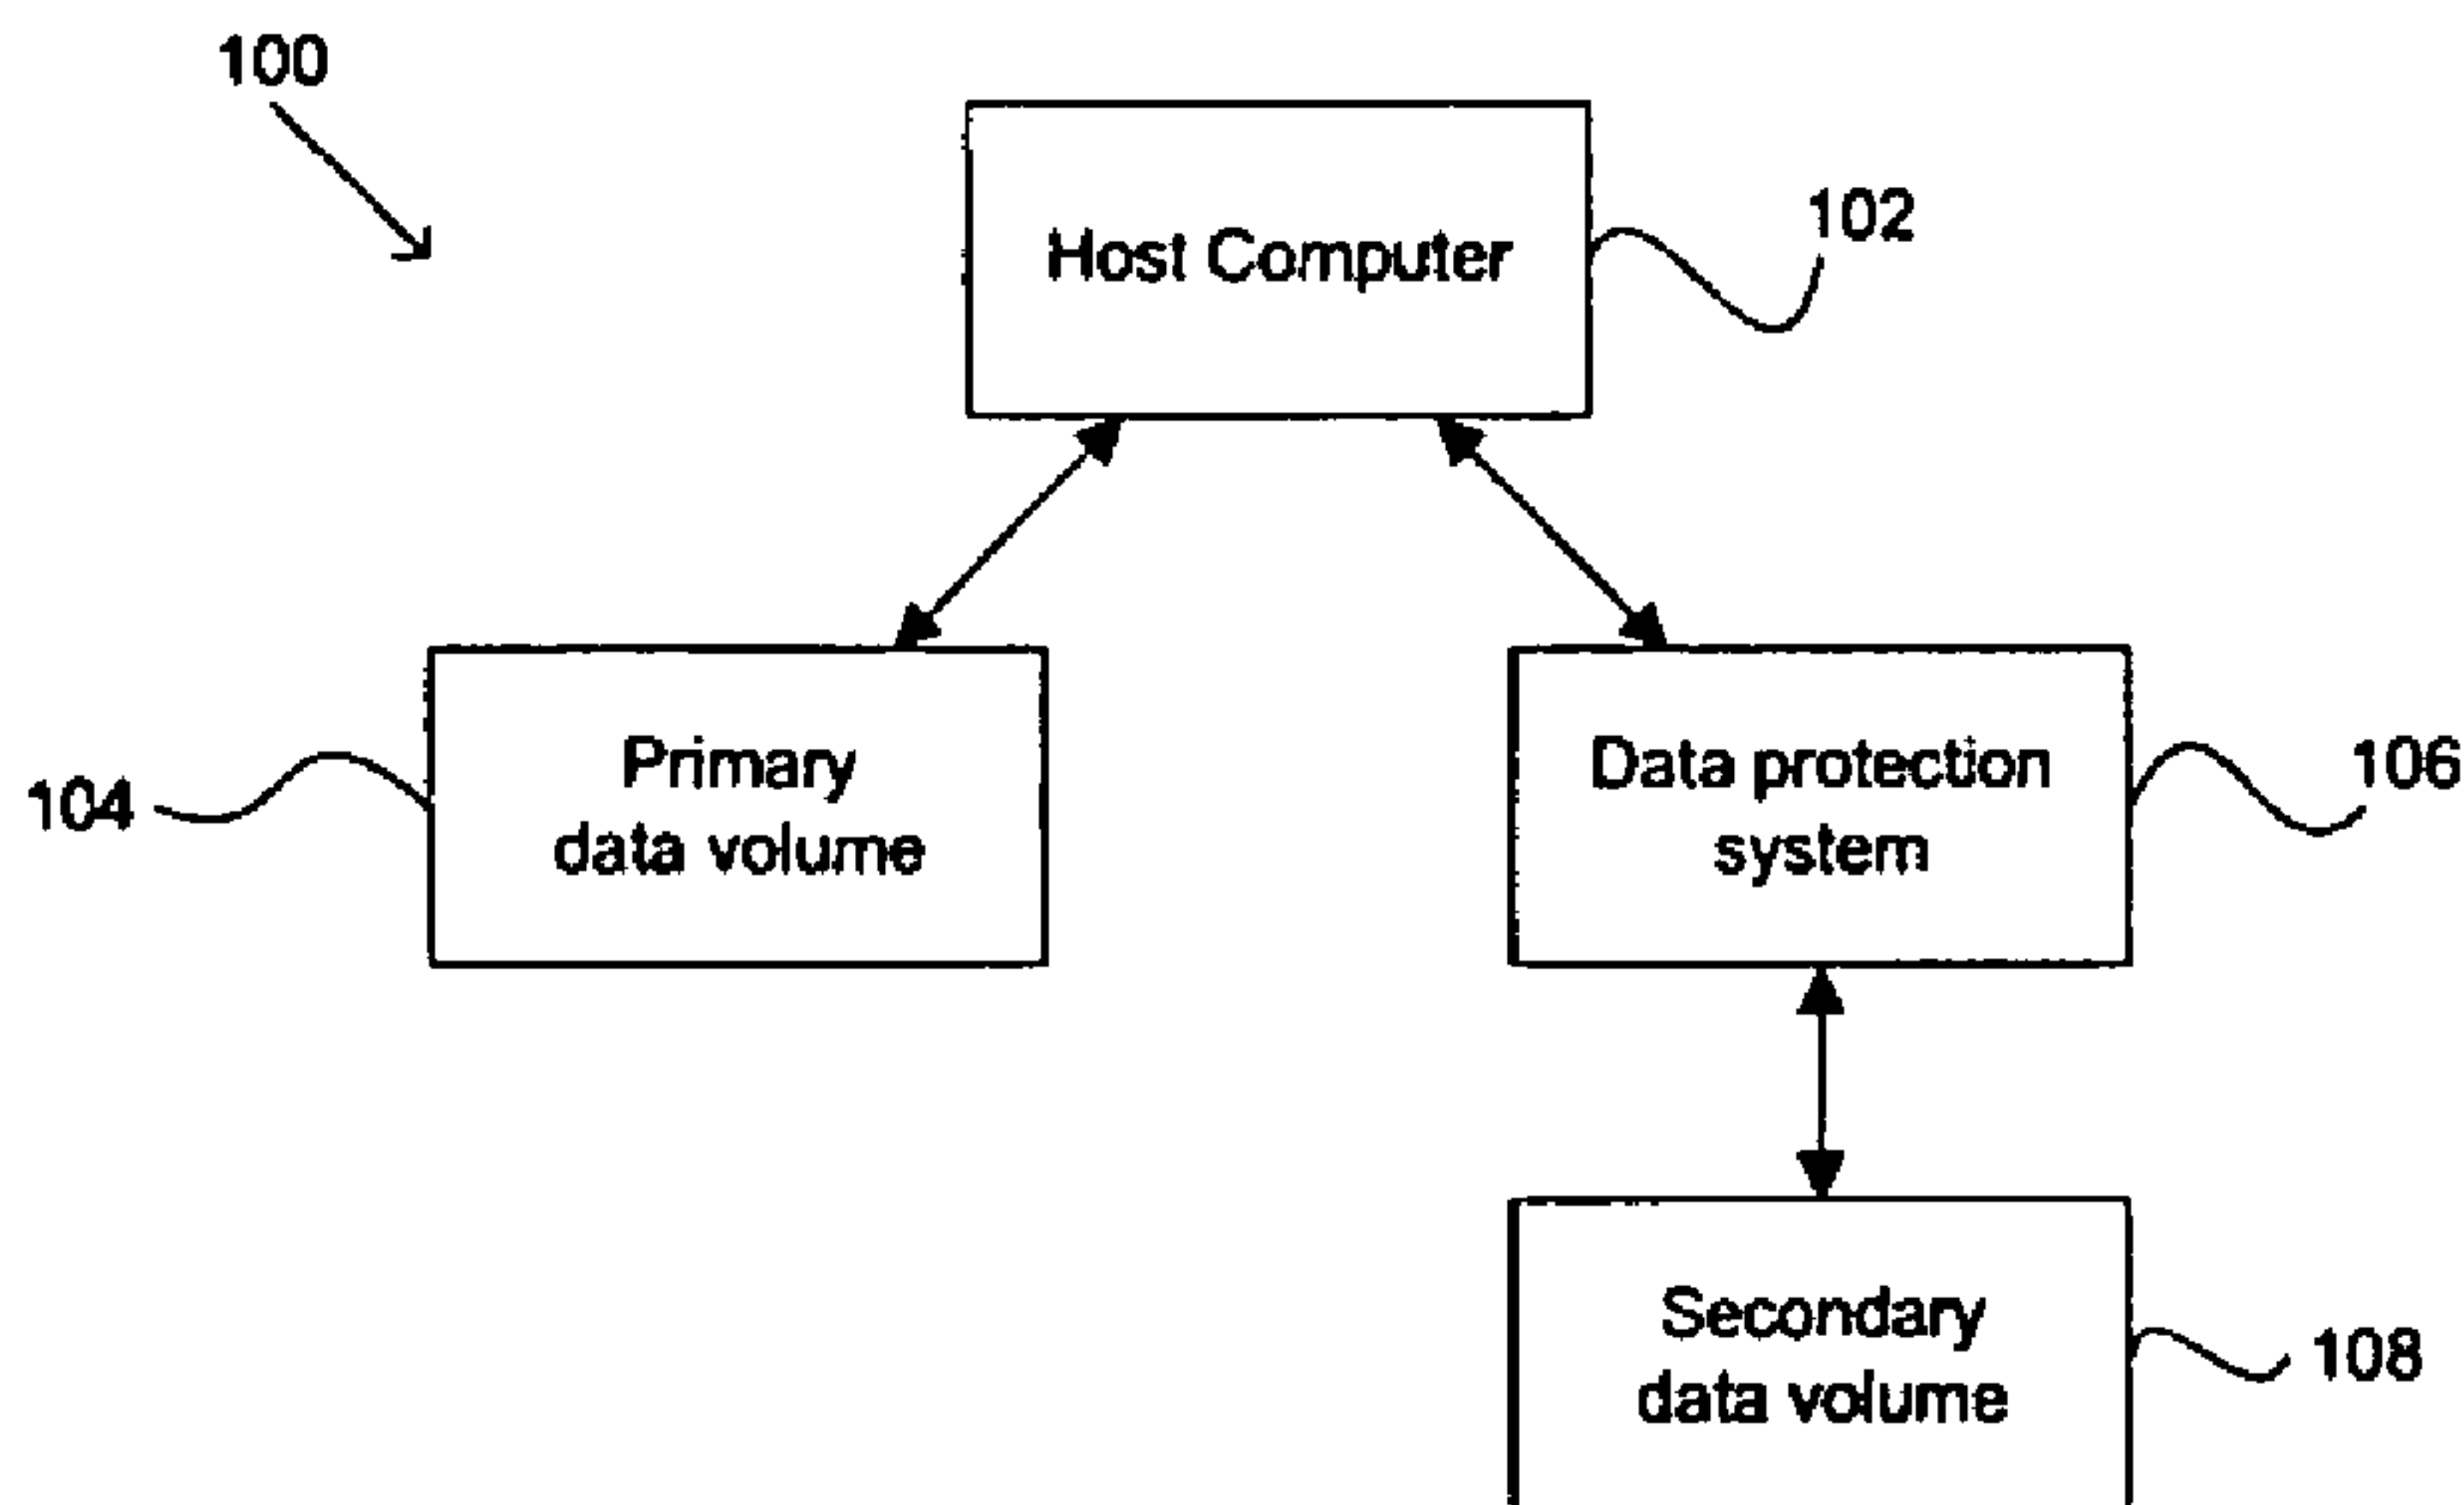 100
Host Computer
102
Primary
data volume
104
Data protection
system
106
Secondary
data volume
108